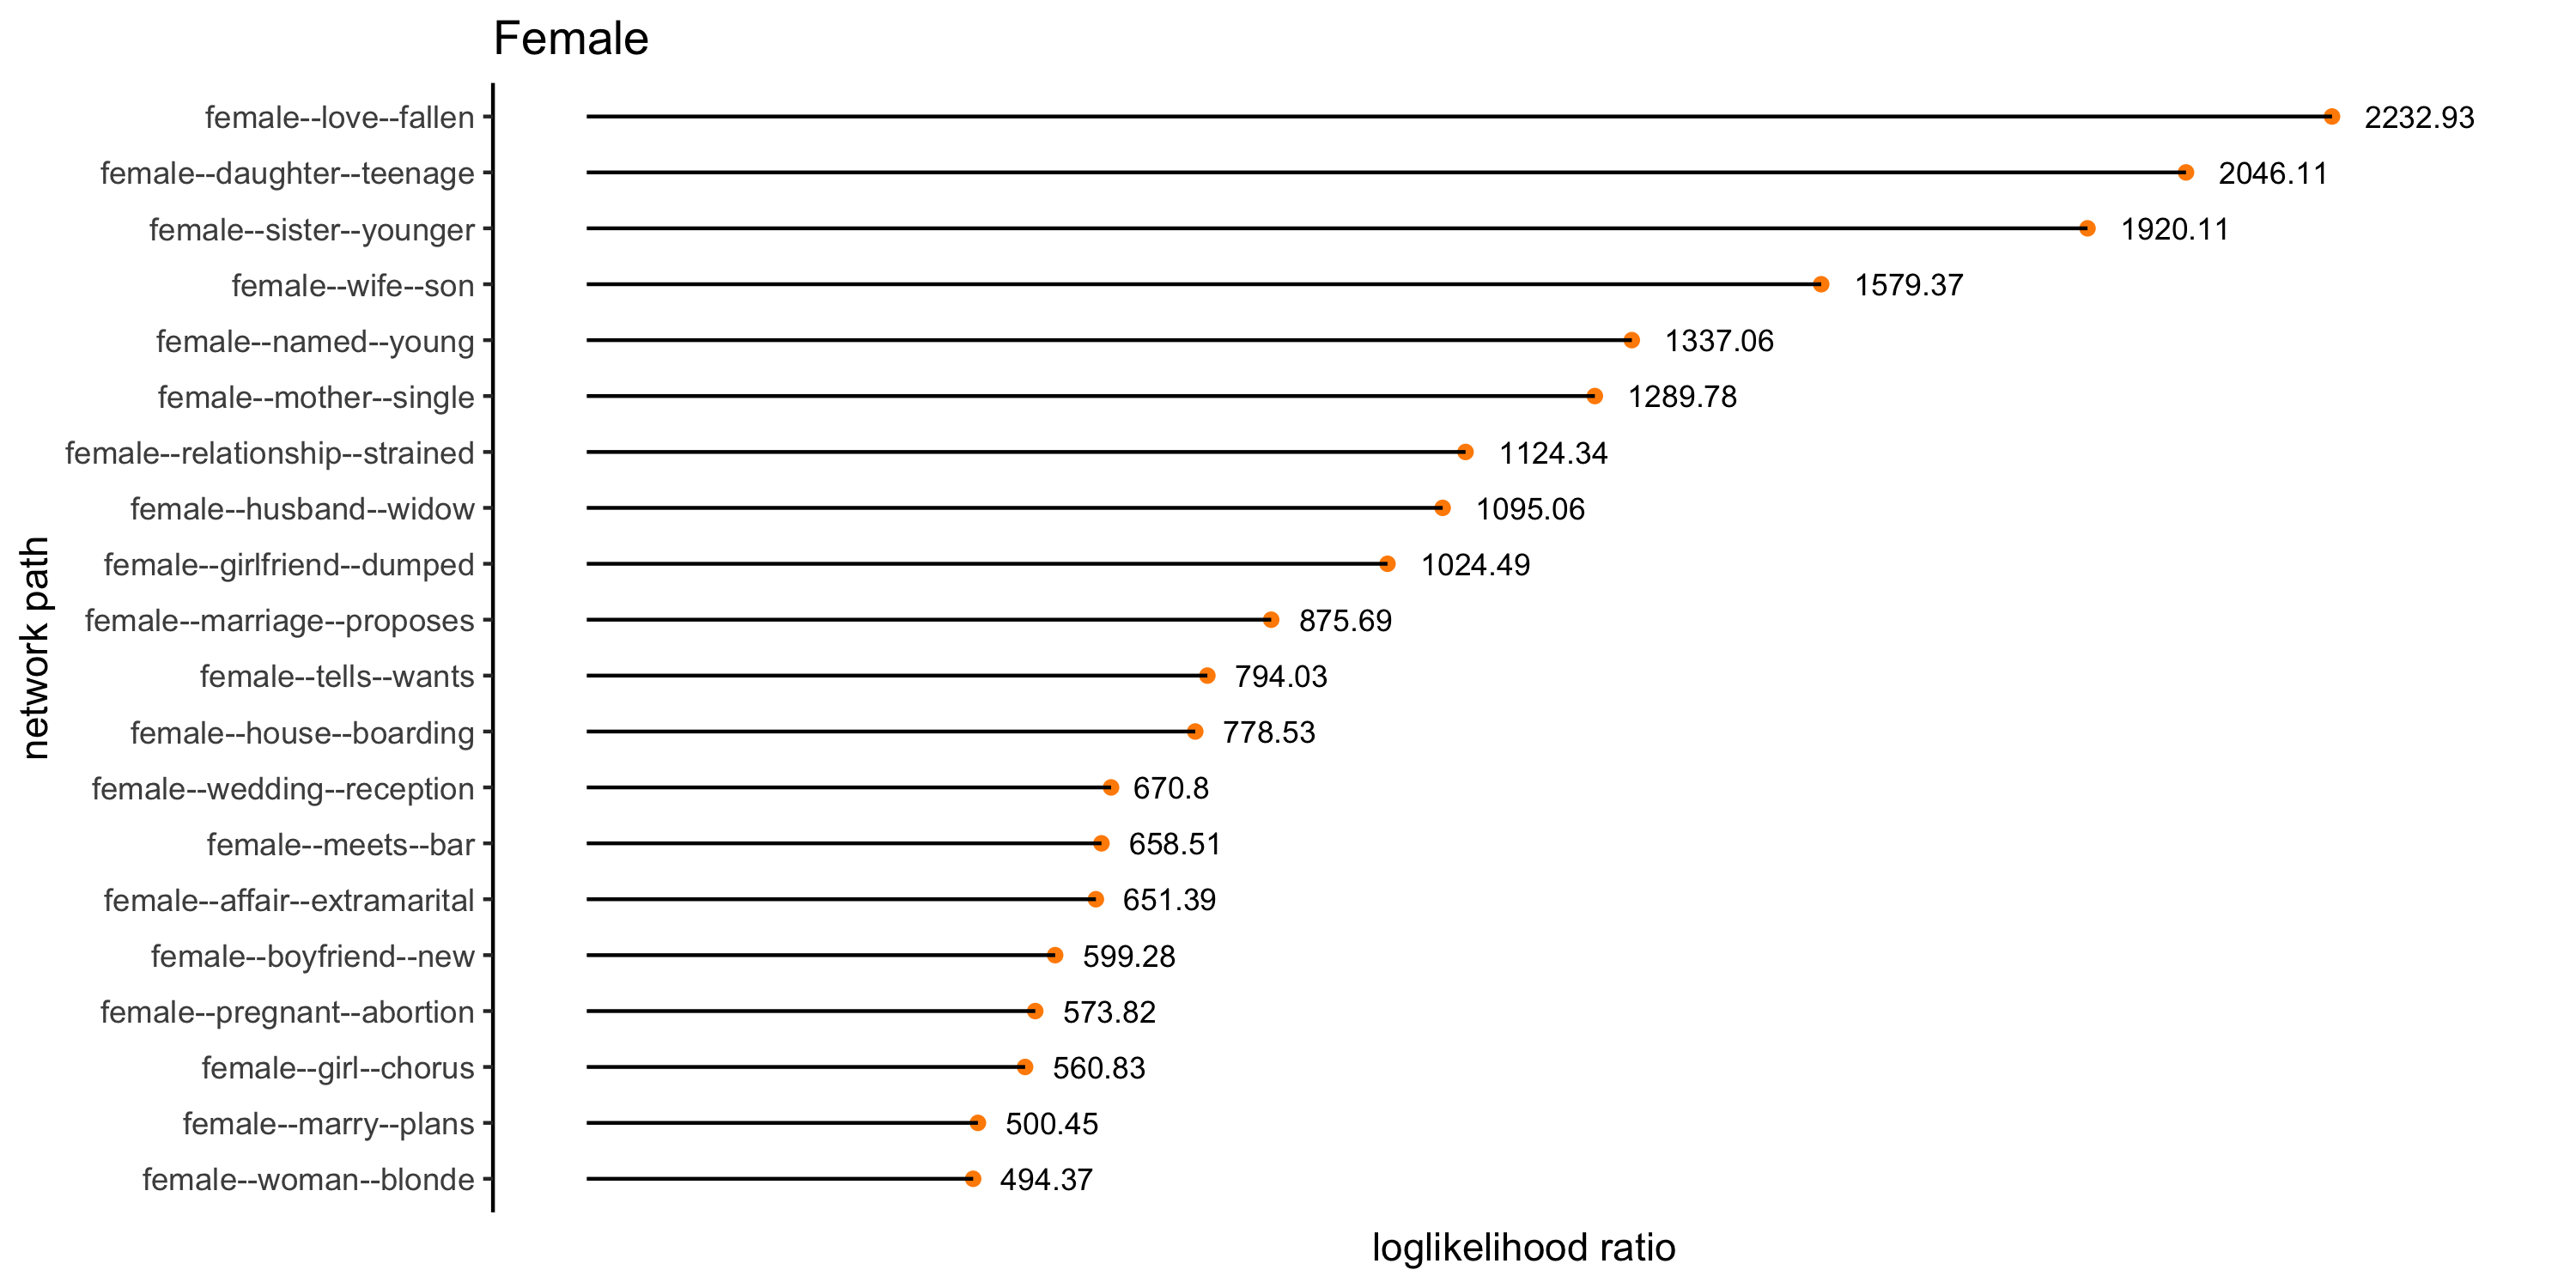 Female
female--love--fallen 2232.93
female--daughter--teenage 2046.11
female--sister--younger 1920.11
female--wife--son 1579.37
female--named--young 1337.06
female--mother--single 1289.78
female--relationship--strained 1124.34
female--husband--widow 1095.06
female--girlfriend--dumped 1024.49
female--marriage--proposes 875.69
female--tells--wants 794.03
female--house--boarding 778.53
female--wedding--reception 670.8
female--meets--bar 658.51
female--affair--extramarital 651.39
female--boyfriend--new 599.28
female--pregnant--abortion 573.82
female--girl--chorus 560.83
female--marry--plans 500.45
female--woman--blonde 494.37
network path
loglikelihood ratio